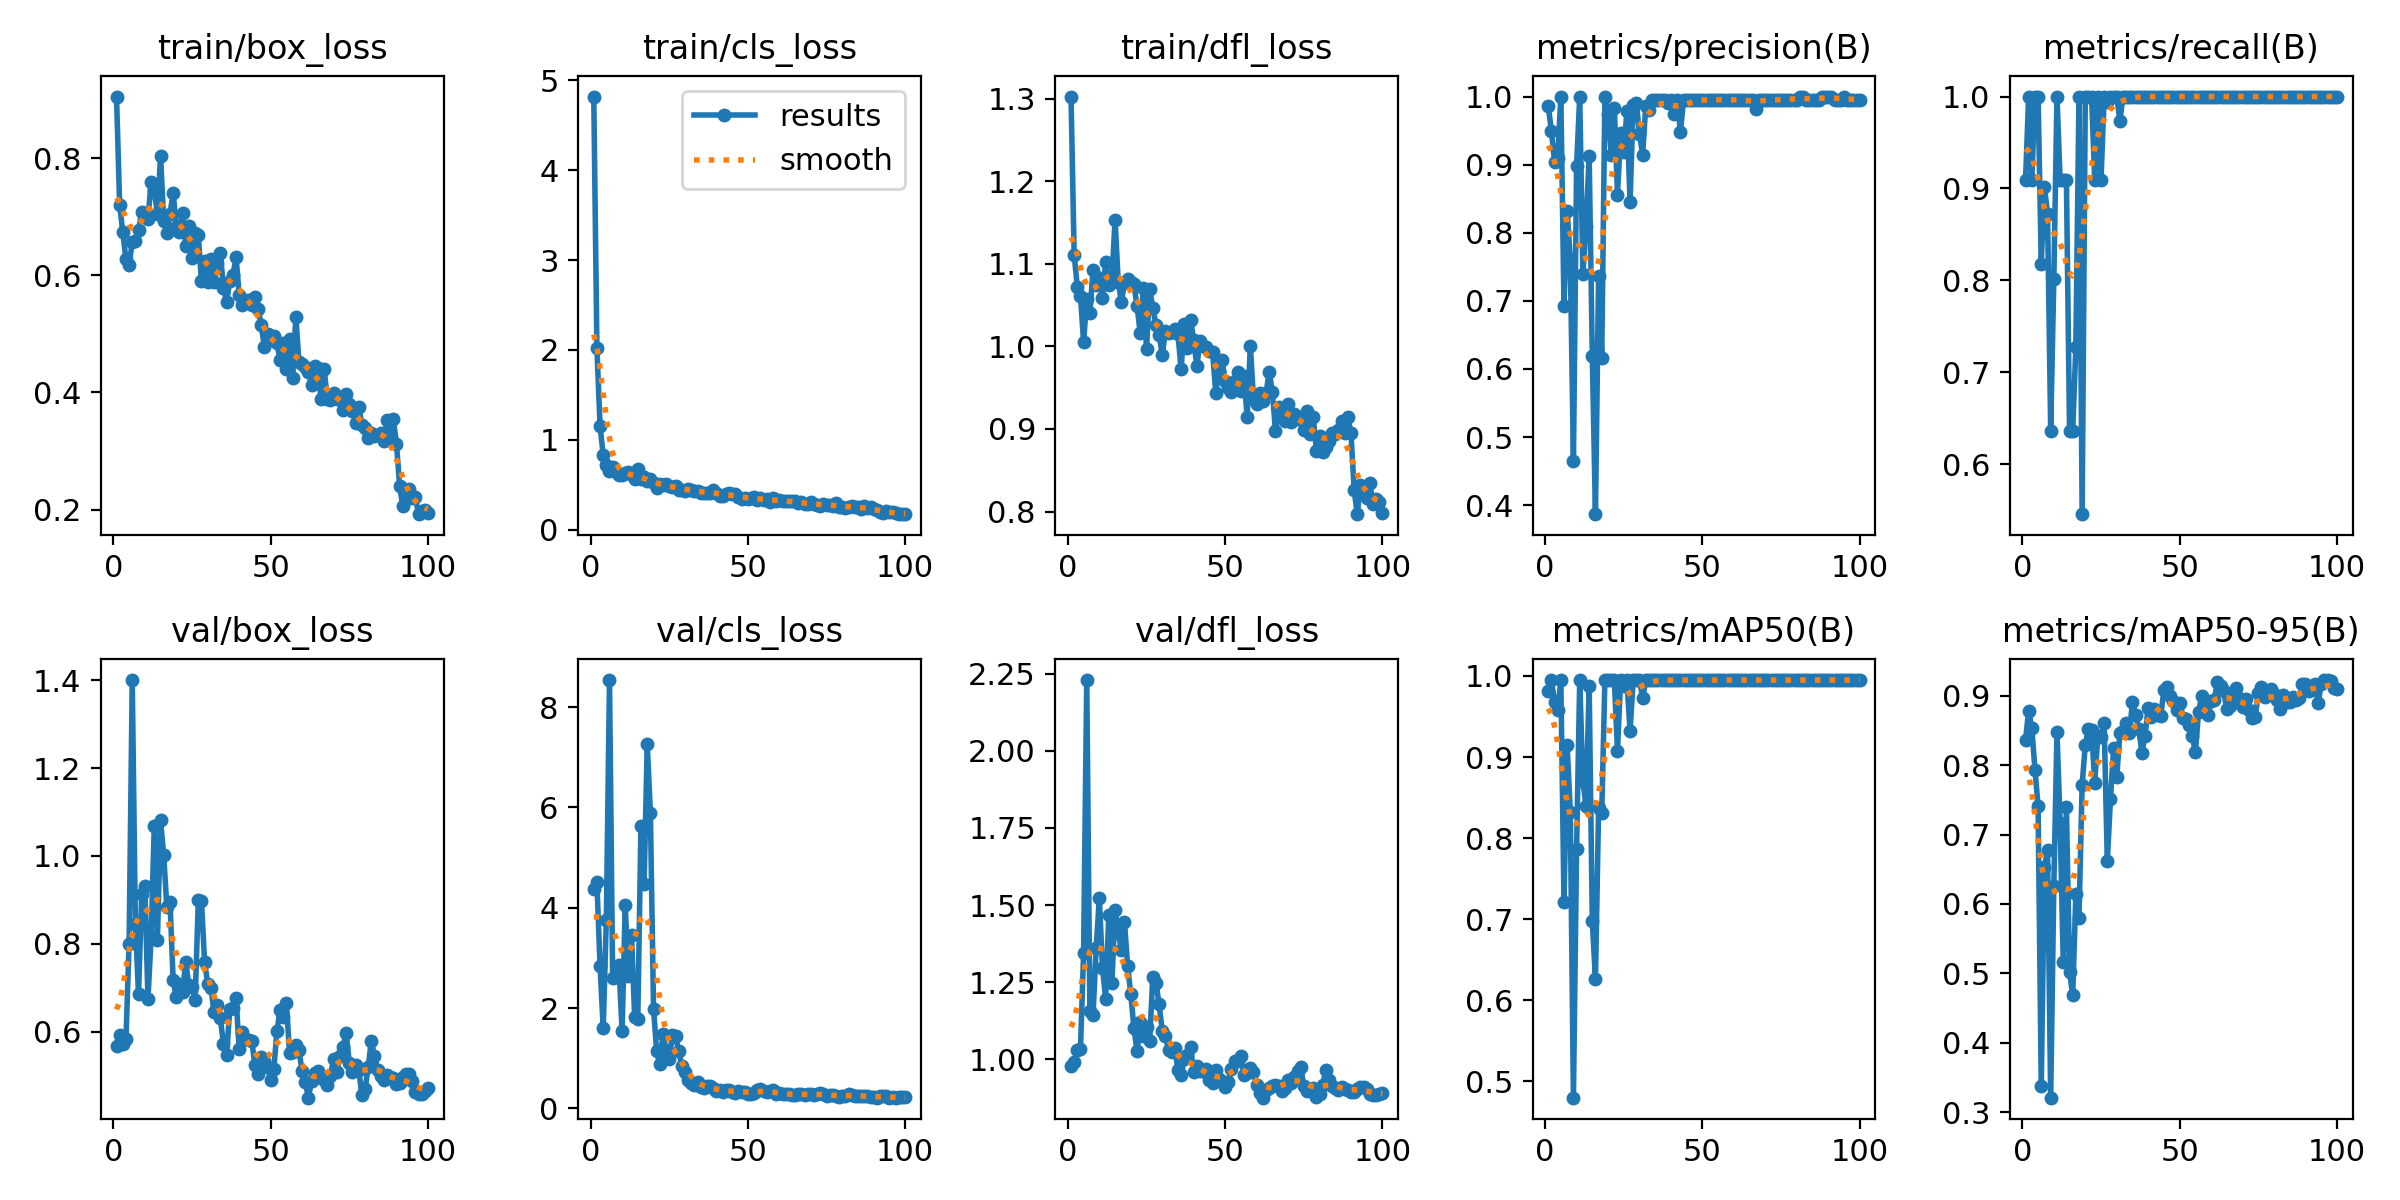 train/box_loss
0.8
0.6
0.4
0.2
0 50 100
train/cls_loss
results
smooth
5
4
3
2
1
0
0 50 100
train/dfl_loss
1.3
1.2
1.1
1.0
0.9
0.8
0 50 100
metrics/precision(B)
1.0
0.9
0.8
0.7
0.6
0.5
0.4
0 50 100
metrics/recall(B)
1.0
0.9
0.8
0.7
0.6
0 50 100
val/box_loss
1.4
1.2
1.0
0.8
0.6
0 50 100
val/cls_loss
8
6
4
2
0
0 50 100
val/dfl_loss
2.25
2.00
1.75
1.50
1.25
1.00
0 50 100
metrics/mAP50(B)
1.0
0.9
0.8
0.7
0.6
0.5
0 50 100
metrics/mAP50-95(B)
0.9
0.8
0.7
0.6
0.5
0.4
0.3
0 50 100